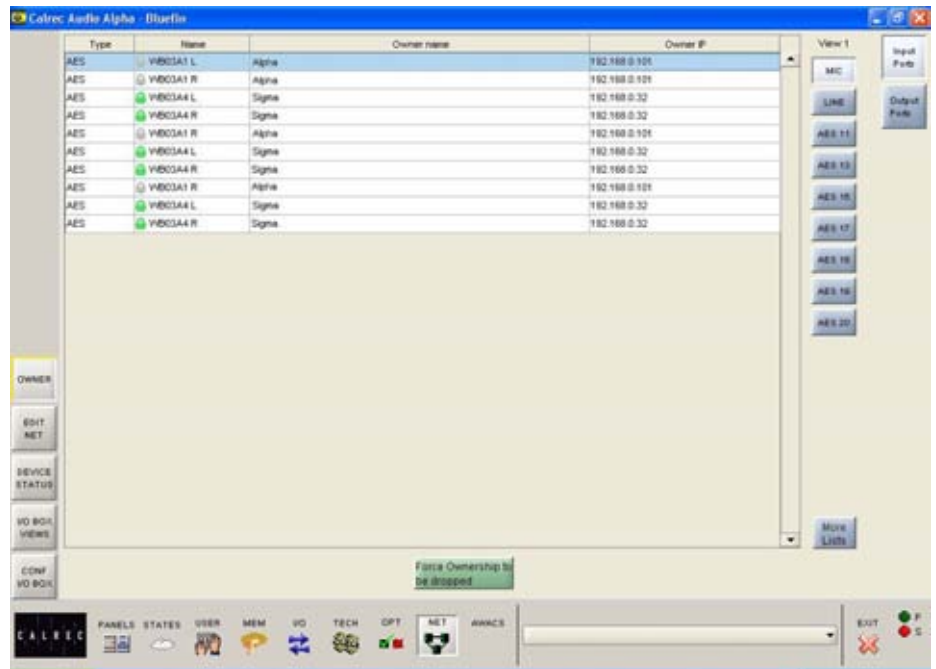 Calrec Audio Alpha - Bluefin
Type Name Owner name Owner IP
AES WB03A1 L Alpha 192.168.0.101
AES WB03A1 R Alpha 192.168.0.101
AES WB03A4 L Sigma 192.168.0.32
AES WB03A4 R Sigma 192.168.0.32
AES WB03A1 R Alpha 192.168.0.101
AES WB03A4 L Sigma 192.168.0.32
AES WB03A4 R Sigma 192.168.0.32
AES WB03A1 R Alpha 192.168.0.101
AES WB03A4 L Sigma 192.168.0.32
AES WB03A4 R Sigma 192.168.0.32
View 1
MIC
LINE
AES 11
AES 13
AES 15
AES 17
AES
AES
AES 20
More
Lists
Input
Ports
Output
Ports
OWNER
EDIT
NET
DEVICE
STATUS
I/O BOX
VIEWS
CONF
I/O BOX
Force Ownership to
be dropped
CALREC
PANELS STATES USER MEM I/O TECH OPT NET AWACS
EXIT
P
S